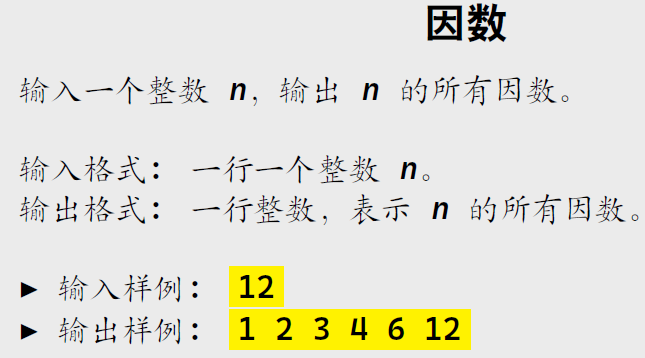 因数
输入一个整数 n，输出 n 的所有因数。
输入格式： 一行一个整数 n。
输出格式： 一行整数，表示 n 的所有因数。
► 输入样例： 12
► 输出样例： 1 2 3 4 6 12